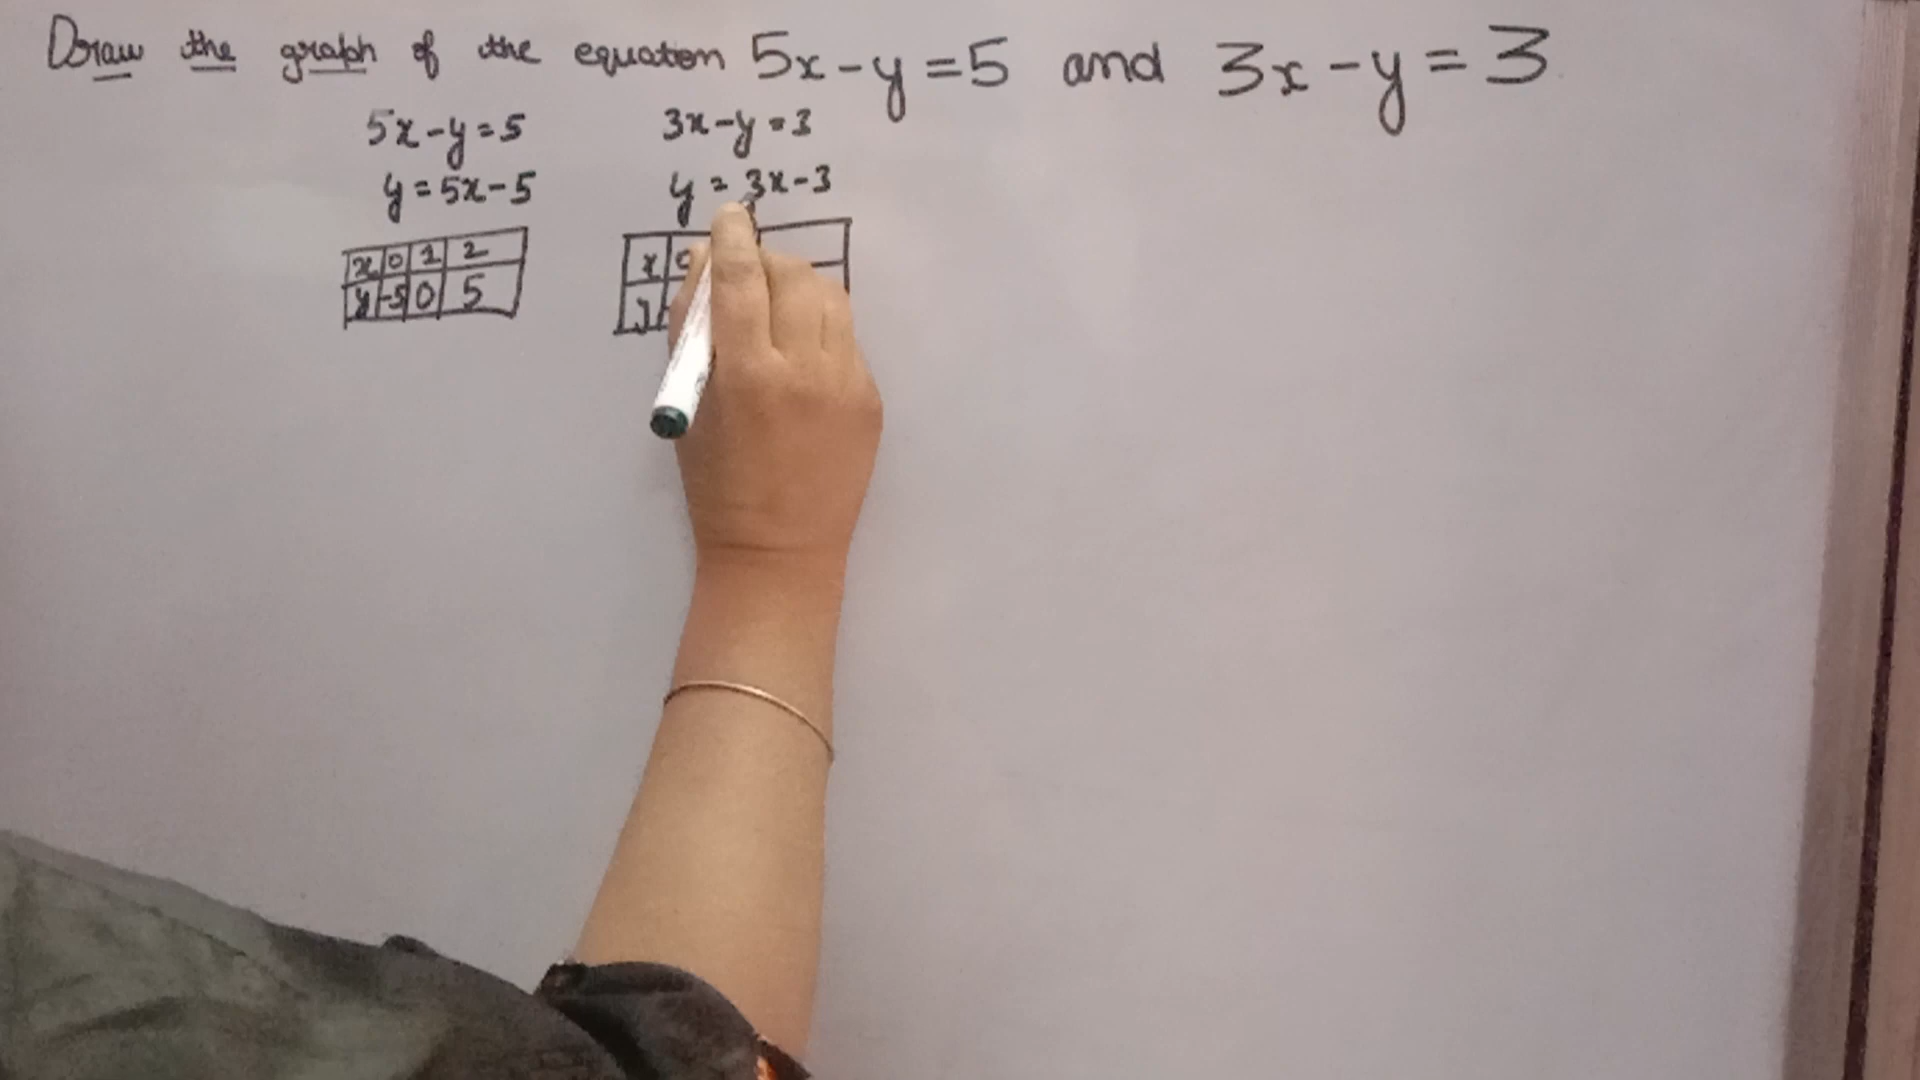 Draw the graph of the equation 5x-y=5 and 3x-y=3
5x-y=5 3x-y=3
y=5x-5 y=3x-3
x 0 1 2 x 0
y -5 0 5 y